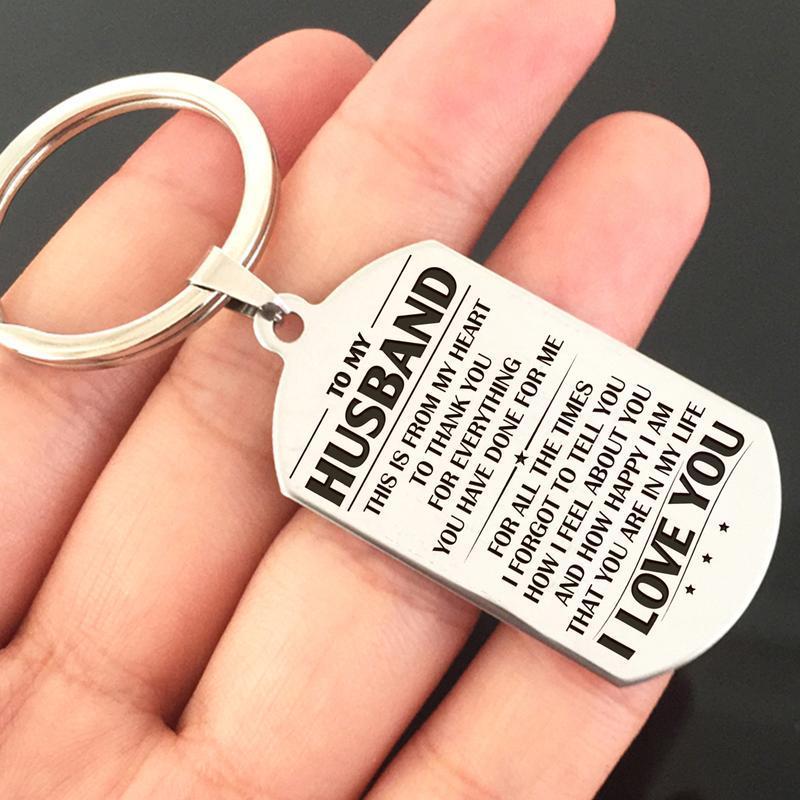 TO MY
HUSBAND
THIS IS FROM MY HEART
TO THANK YOU
FOR EVERYTHING
YOU HAVE DONE FOR ME
FOR ALL THE TIMES
I FORGOT TO TELL YOU
HOW I FEEL ABOUT YOU
AND HOW HAPPY I AM
THAT YOU ARE IN MY LIFE
I LOVE YOU